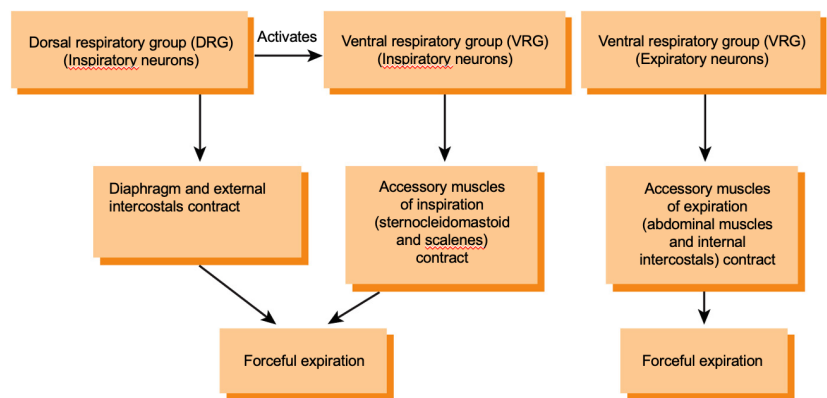 Dorsal respiratory group (DRG)
(Inspiratory neurons)
Activates
Ventral respiratory group (VRG)
(Inspiratory neurons)
Ventral respiratory group (VRG)
(Expiratory neurons)
Diaphragm and external
intercostals contract
Accessory muscles
of inspiration
(sternocleidomastoid
and scalenes)
contract
Accessory muscles
of expiration
(abdominal muscles
and internal
intercostals) contract
Forceful expiration
Forceful expiration